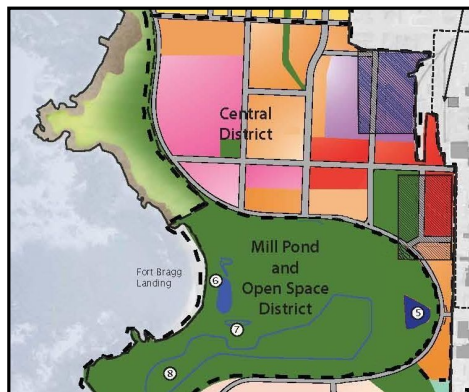 Central
District
Mill Pond
and
Open Space
District
Fort Bragg
Landing
6
5
7
8